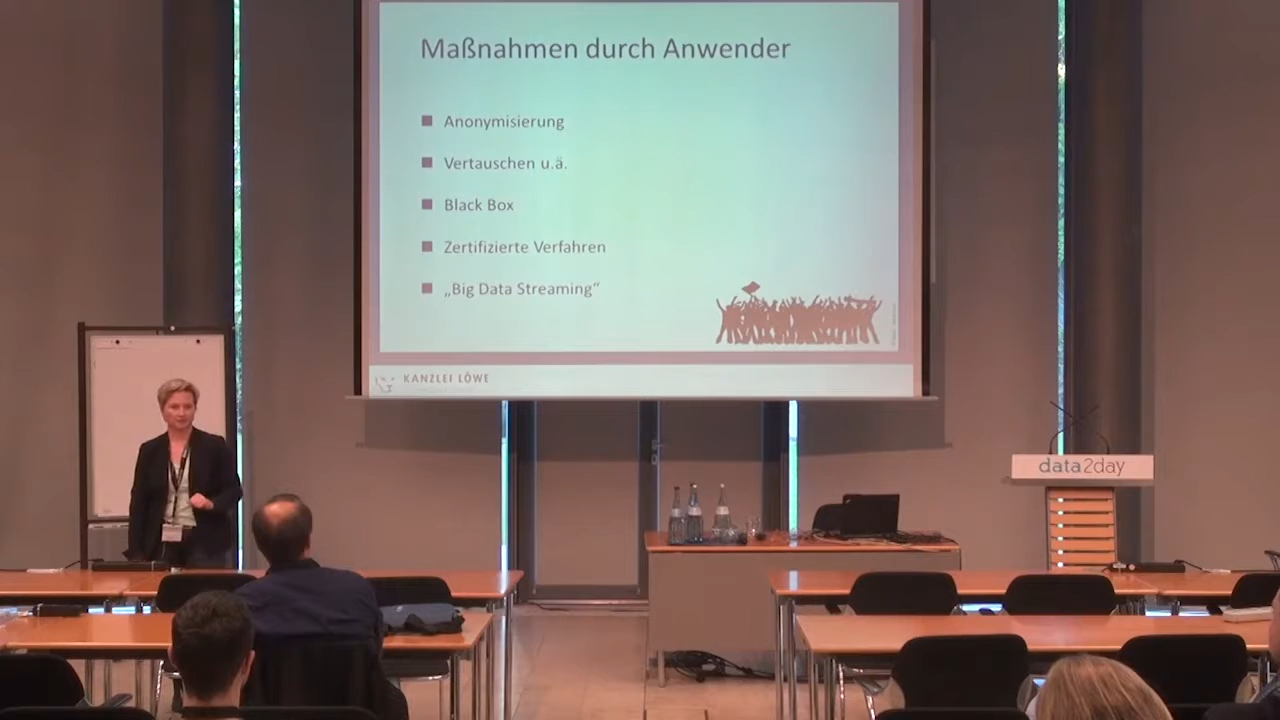 Maßnahmen durch Anwender
Anonymisierung
Vertauschen u.ä.
Black Box
Zertifizierte Verfahren
„Big Data Streaming“
KANZLEI LÖWE
data2day